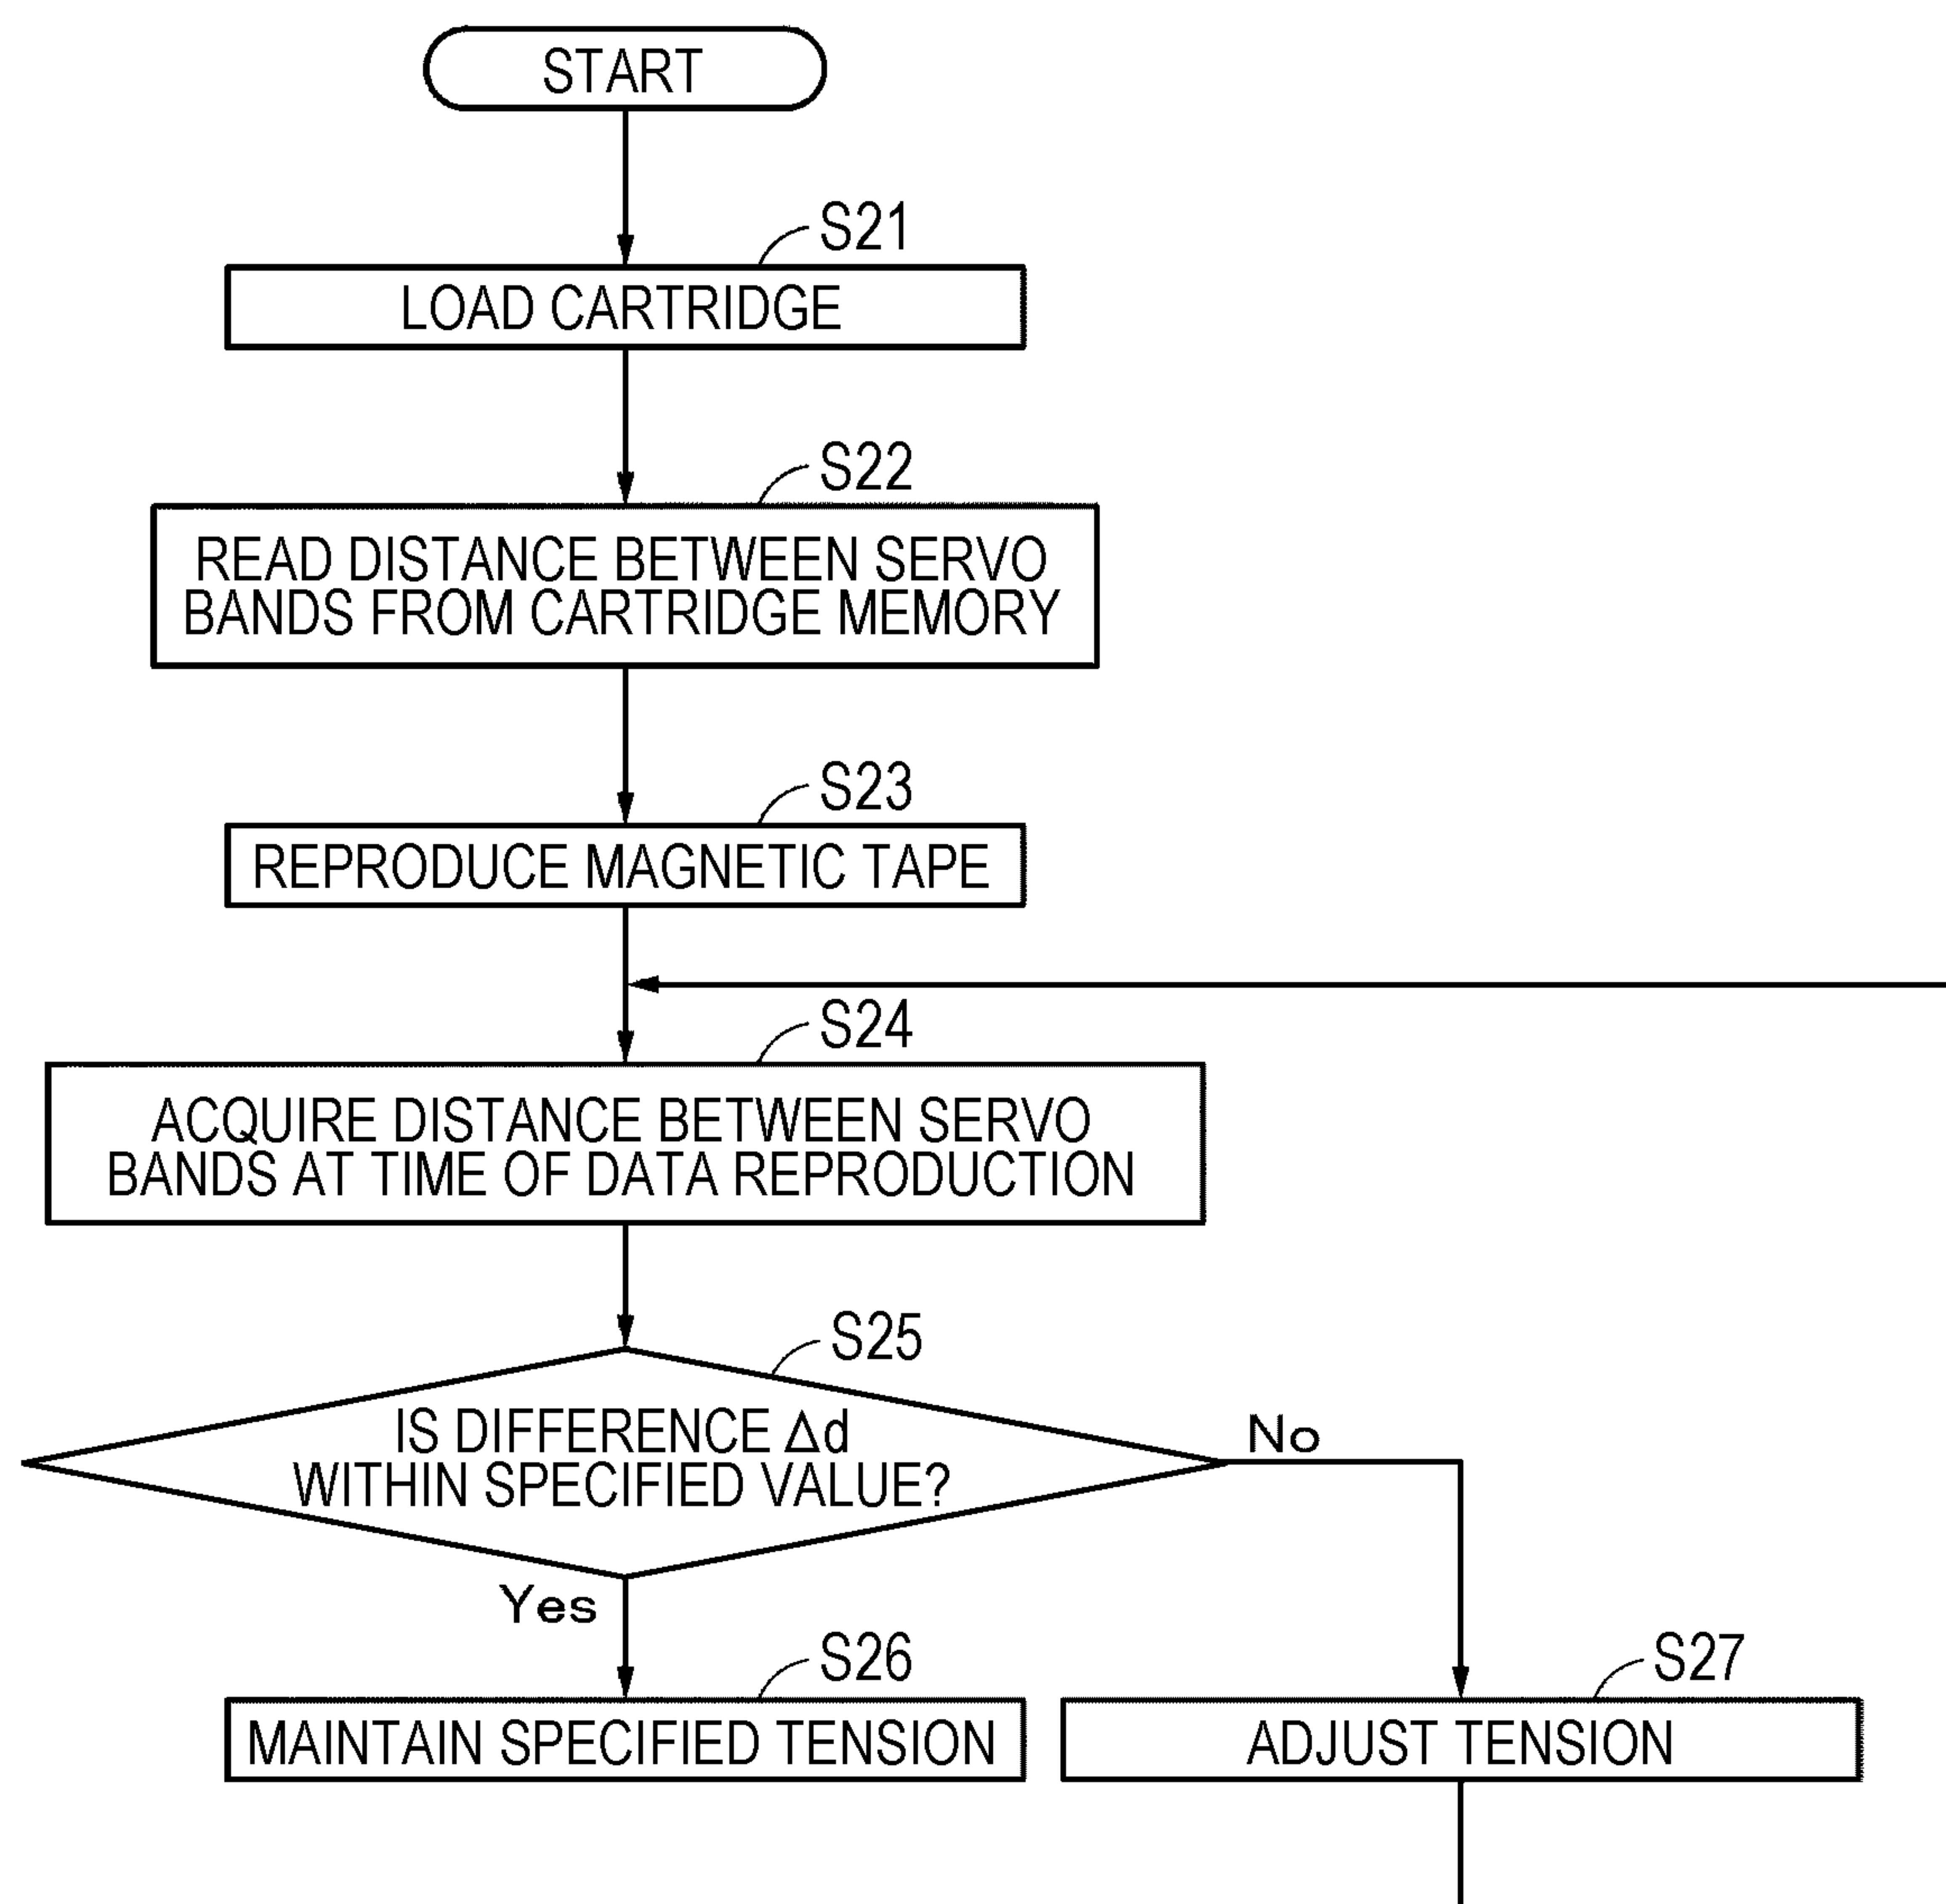 START
S21
LOAD CARTRIDGE
S22
READ DISTANCE BETWEEN SERVO
BANDS FROM CARTRIDGE MEMORY
S23
REPRODUCE MAGNETIC TAPE
S24
ACQUIRE DISTANCE BETWEEN SERVO
BANDS AT TIME OF DATA REPRODUCTION
S25
IS DIFFERENCE Δd
WITHIN SPECIFIED VALUE?
No
Yes
S26
MAINTAIN SPECIFIED TENSION
S27
ADJUST TENSION